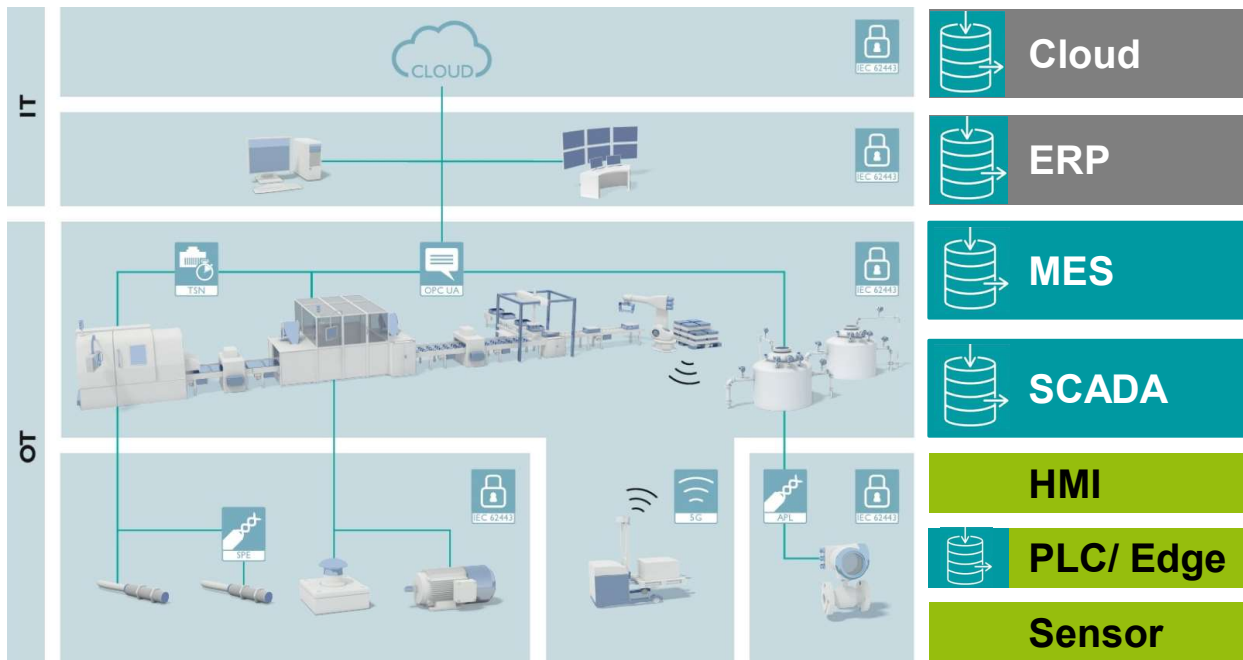 IT
CLOUD
IEC 62443
Cloud
IEC 62443
ERP
OT
TSN
OPC UA
IEC 62443
MES
SCADA
IEC 62443
5G
APL
IEC 62443
HMI
SPE
PLC/ Edge
Sensor